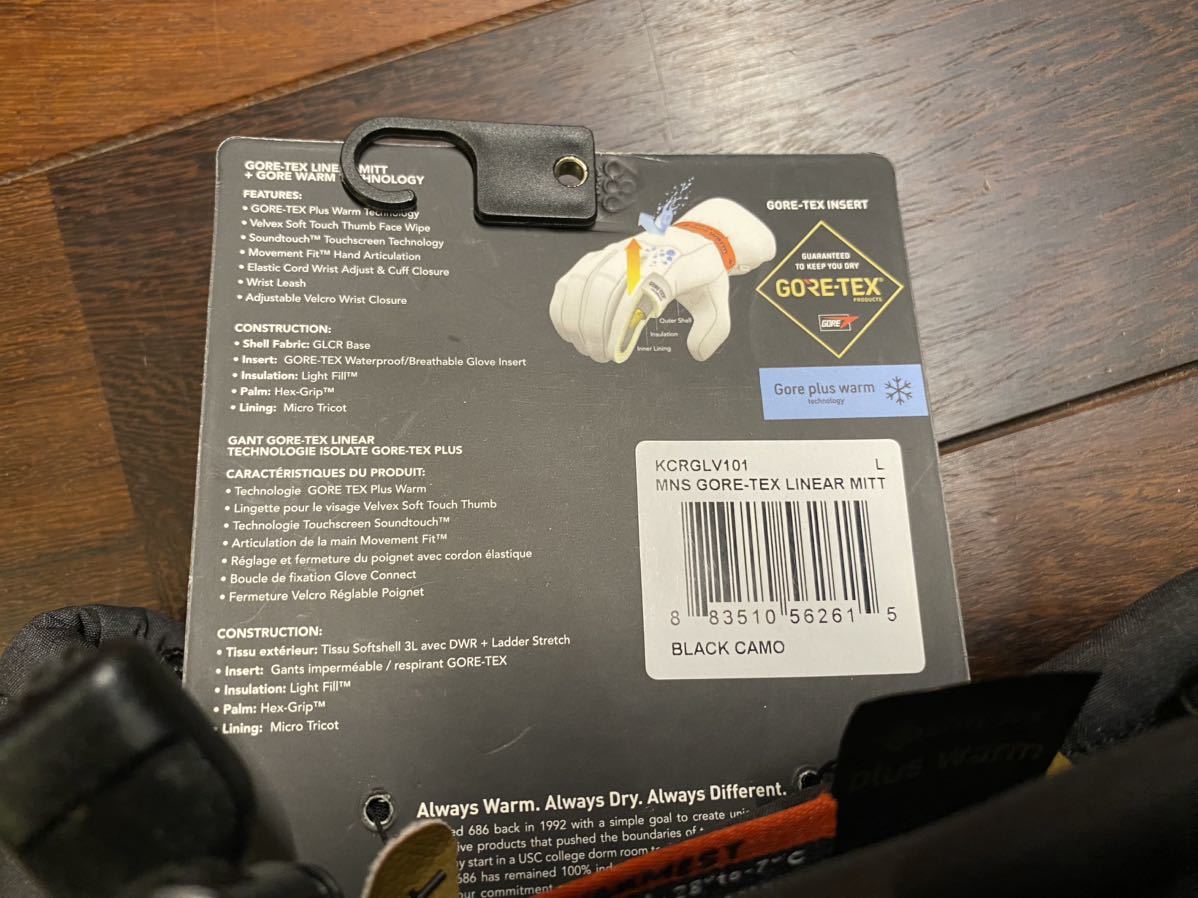 GORE-TEX LINE MITT
+ GORE WARM NOLOGY
FEATURES:
• GORE-TEX Plus Warm Technology
• Velvex Soft Touch Thumb Face Wipe
• Soundtouch™ Touchscreen Technology
• Movement Fit™ Hand Articulation
• Elastic Cord Wrist Adjust & Cuff Closure
• Wrist Leash
• Adjustable Velcro Wrist Closure
CONSTRUCTION:
• Shell Fabric: GLCR Base
• Insert: GORE-TEX Waterproof/Breathable Glove Insert
• Insulation: Light Fill™
• Palm: Hex-Grip™
• Lining: Micro Tricot
GANT GORE-TEX LINEAR
TECHNOLOGIE ISOLATE GORE-TEX PLUS
CARACTÉRISTIQUES DU PRODUIT:
• Technologie GORE TEX Plus Warm
• Lingette pour le visage Velvex Soft Touch Thumb
• Technologie Touchscreen Soundtouch™
• Articulation de la main Movement Fit™
• Réglage et fermeture du poignet avec cordon élastique
• Boucle de fixation Glove Connect
• Fermeture Velcro Réglable Poignet
CONSTRUCTION:
• Tissu extérieur: Tissu Softshell 3L avec DWR + Ladder Stretch
• Insert: Gants imperméable / respirant GORE-TEX
• Insulation: Light Fill™
• Palm: Hex-Grip™
• Lining: Micro Tricot
Outer Shell
Insulation
Inner Lining
GORE-TEX INSERT
GUARANTEED
TO KEEP YOU DRY
GORE-TEX®
PRODUCTS
GORE
Gore plus warm
technology
KCRGLV101 L
MNS GORE-TEX LINEAR MITT
8 83510 56261 5
BLACK CAMO
Always Warm. Always Dry. Always Different.
ed 686 back in 1992 with a simple goal to create
ive products that pushed the boundaries of
y start in a USC college dorm room
686 has remained 100%
our commitment
plus warm